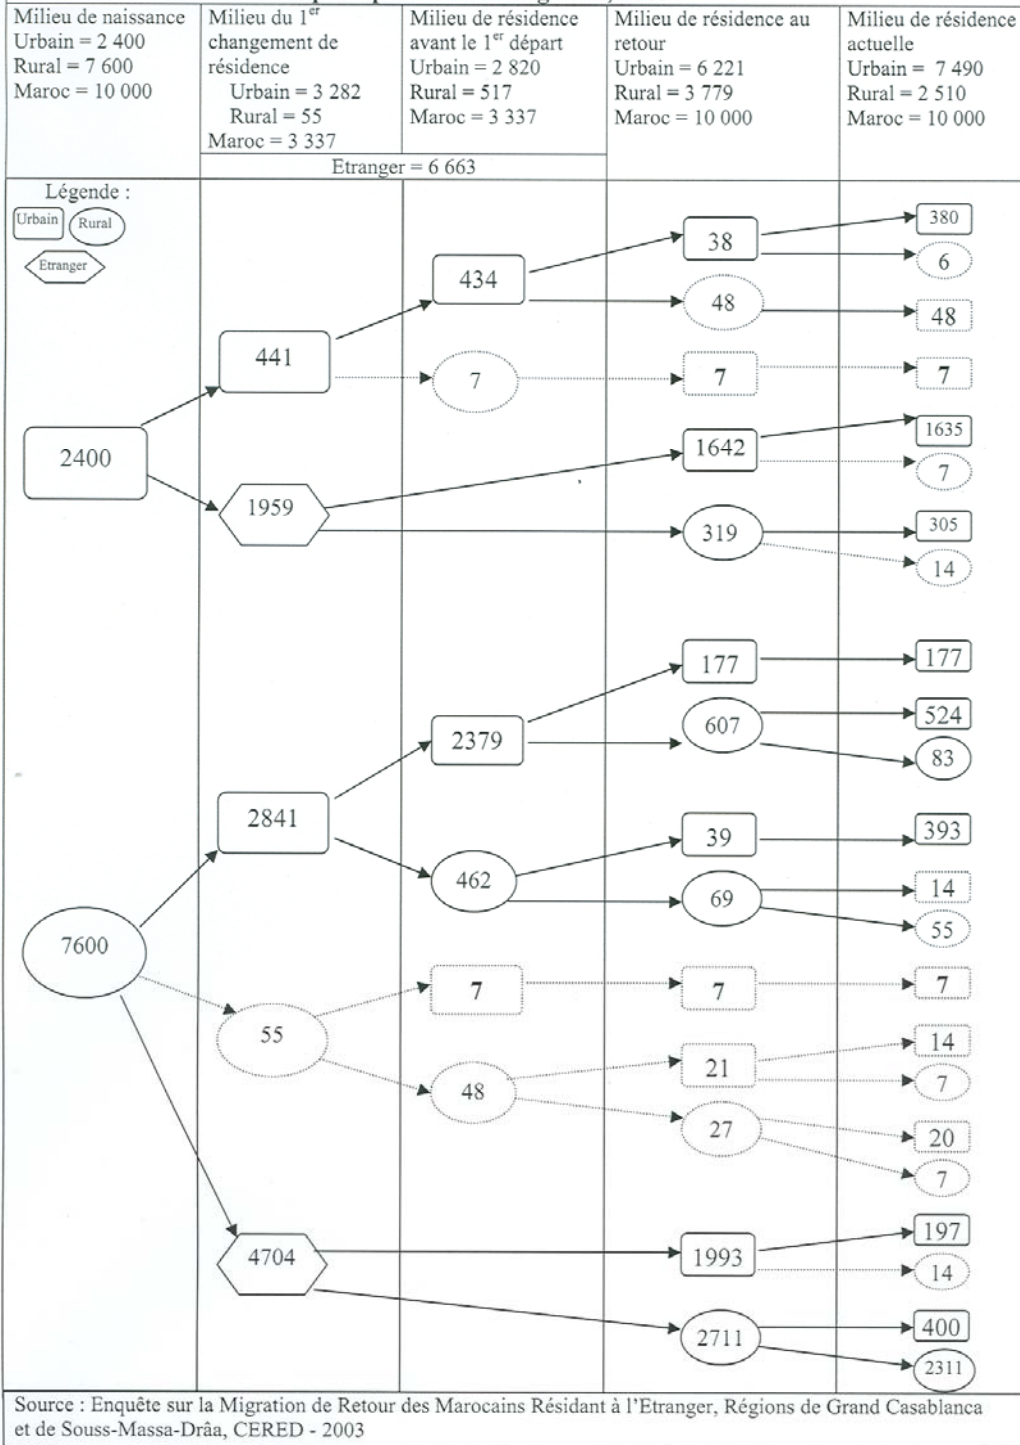 Milieu de naissance
Urbain = 2 400
Rural = 7 600
Maroc = 10 000
Milieu du 1er
changement de
résidence
Urbain = 3 282
Rural = 55
Maroc = 3 337
Milieu de résidence
avant le 1er départ
Urbain = 2 820
Rural = 517
Maroc = 3 337
Etranger = 6 663
Milieu de résidence au
retour
Urbain = 6 221
Rural = 3 779
Maroc = 10 000
Milieu de résidence
actuelle
Urbain = 7 490
Rural = 2 510
Maroc = 10 000
Légende :
Urbain
Rural
Etranger
2400
441
1959
434
7
38
48
7
1642
319
380
6
48
7
1635
7
305
14
7600
2841
55
4704
2379
462
7
48
177
607
39
69
7
21
27
1993
2711
177
524
83
393
14
55
7
14
7
20
7
197
14
400
2311
Source : Enquête sur la Migration de Retour des Marocains Résidant à l'Etranger, Régions de Grand Casablanca
et de Souss-Massa-Drâa, CERED - 2003